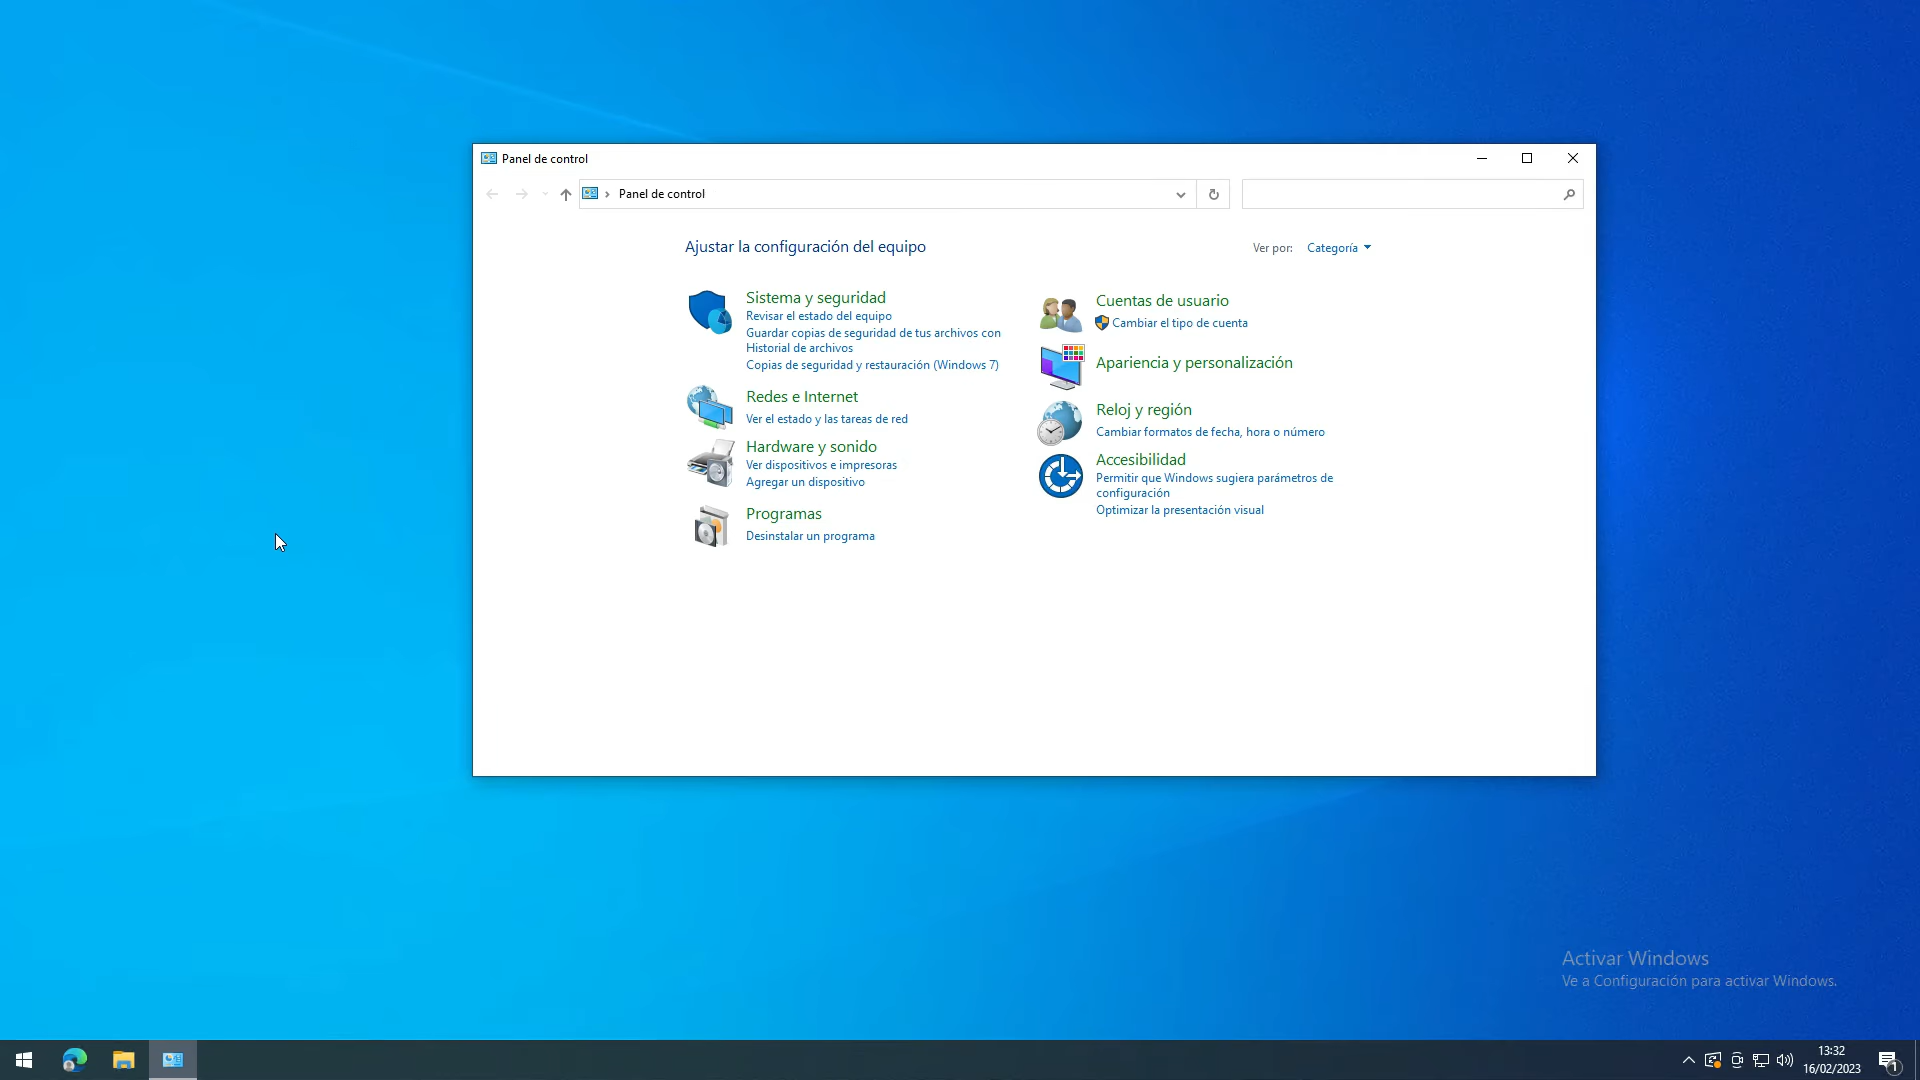 Panel de control
Panel de control
Ajustar la configuración del equipo
Ver por: Categoría
Sistema y seguridad
Revisar el estado del equipo
Guardar copias de seguridad de tus archivos con
Historial de archivos
Copias de seguridad y restauración (Windows 7)
Redes e Internet
Ver el estado y las tareas de red
Hardware y sonido
Ver dispositivos e impresoras
Agregar un dispositivo
Programas
Desinstalar un programa
Cuentas de usuario
Cambiar el tipo de cuenta
Apariencia y personalización
Reloj y región
Cambiar formatos de fecha, hora o número
Accesibilidad
Permitir que Windows sugiera parámetros de
configuración
Optimizar la presentación visual
Activar Windows
Ve a Configuración para activar Windows.
13:32
16/02/2023
1